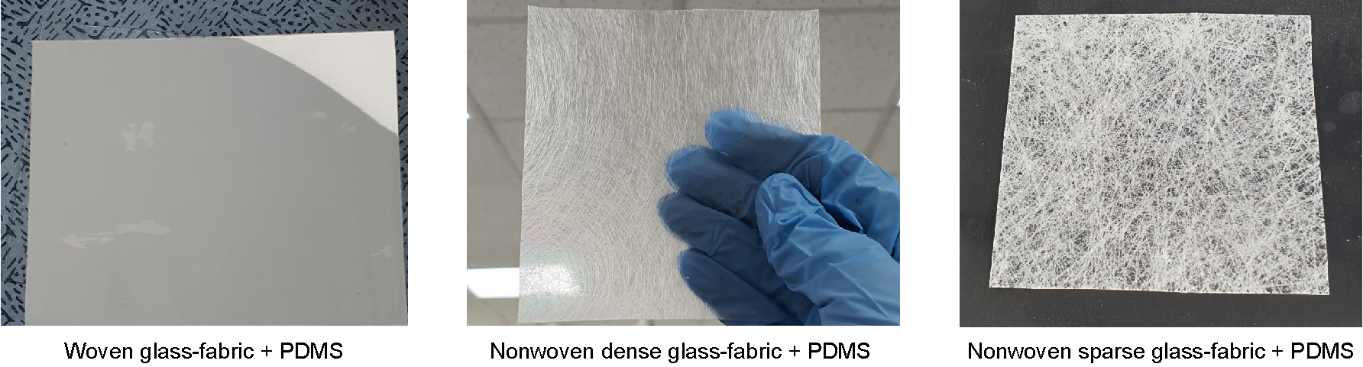 Woven glass-fabric + PDMS
Nonwoven dense glass-fabric + PDMS
Nonwoven sparse glass-fabric + PDMS